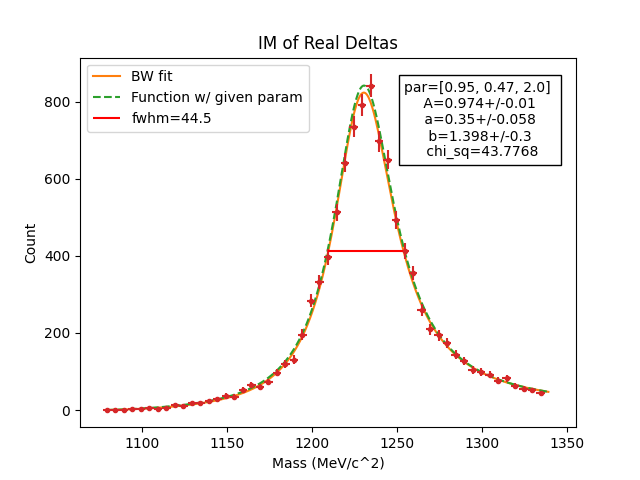 IM of Real Deltas
BW fit
Function w/ given param
fwhm=44.5
par=[0.95, 0.47, 2.0]
A=0.974+/-0.01
a=0.35+/-0.058
b=1.398+/-0.3
chi_sq=43.7768
Count
800
600
400
200
0
1100
1150
1200
1250
1300
1350
Mass (MeV/c^2)